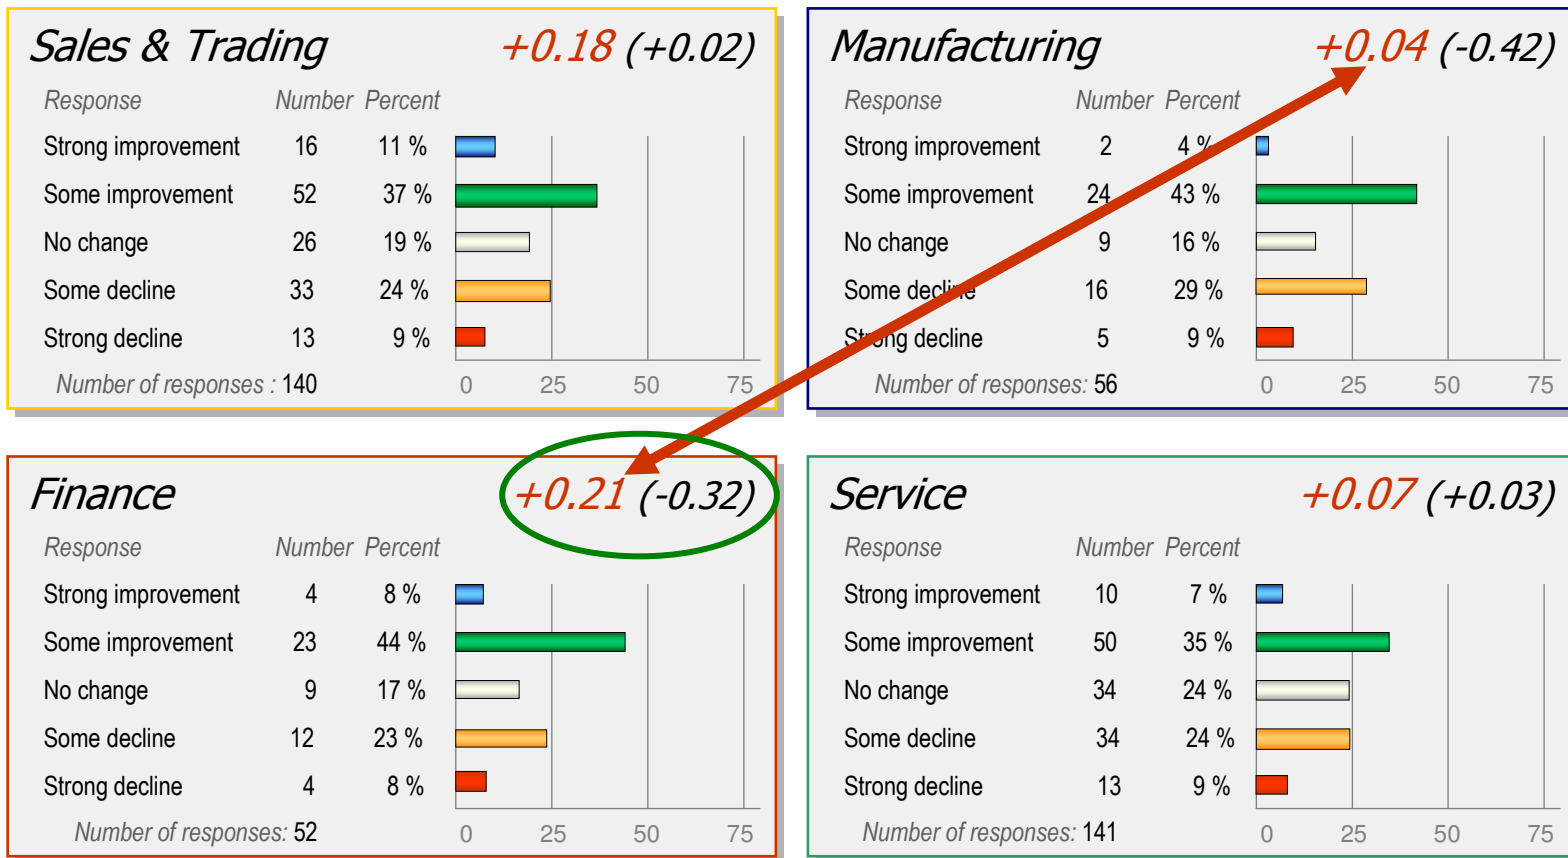 Sales & Trading +0.18 (+0.02)
Response Number Percent
Strong improvement 16 11 %
Some improvement 52 37 %
No change 26 19 %
Some decline 33 24 %
Strong decline 13 9 %
Number of responses : 140
0 25 50 75
Manufacturing +0.04 (-0.42)
Response Number Percent
Strong improvement 2 4 %
Some improvement 24 43 %
No change 9 16 %
Some decline 16 29 %
Strong decline 5 9 %
Number of responses: 56
0 25 50 75
Finance +0.21 (-0.32)
Response Number Percent
Strong improvement 4 8 %
Some improvement 23 44 %
No change 9 17 %
Some decline 12 23 %
Strong decline 4 8 %
Number of responses: 52
0 25 50 75
Service +0.07 (+0.03)
Response Number Percent
Strong improvement 10 7 %
Some improvement 50 35 %
No change 34 24 %
Some decline 34 24 %
Strong decline 13 9 %
Number of responses: 141
0 25 50 75